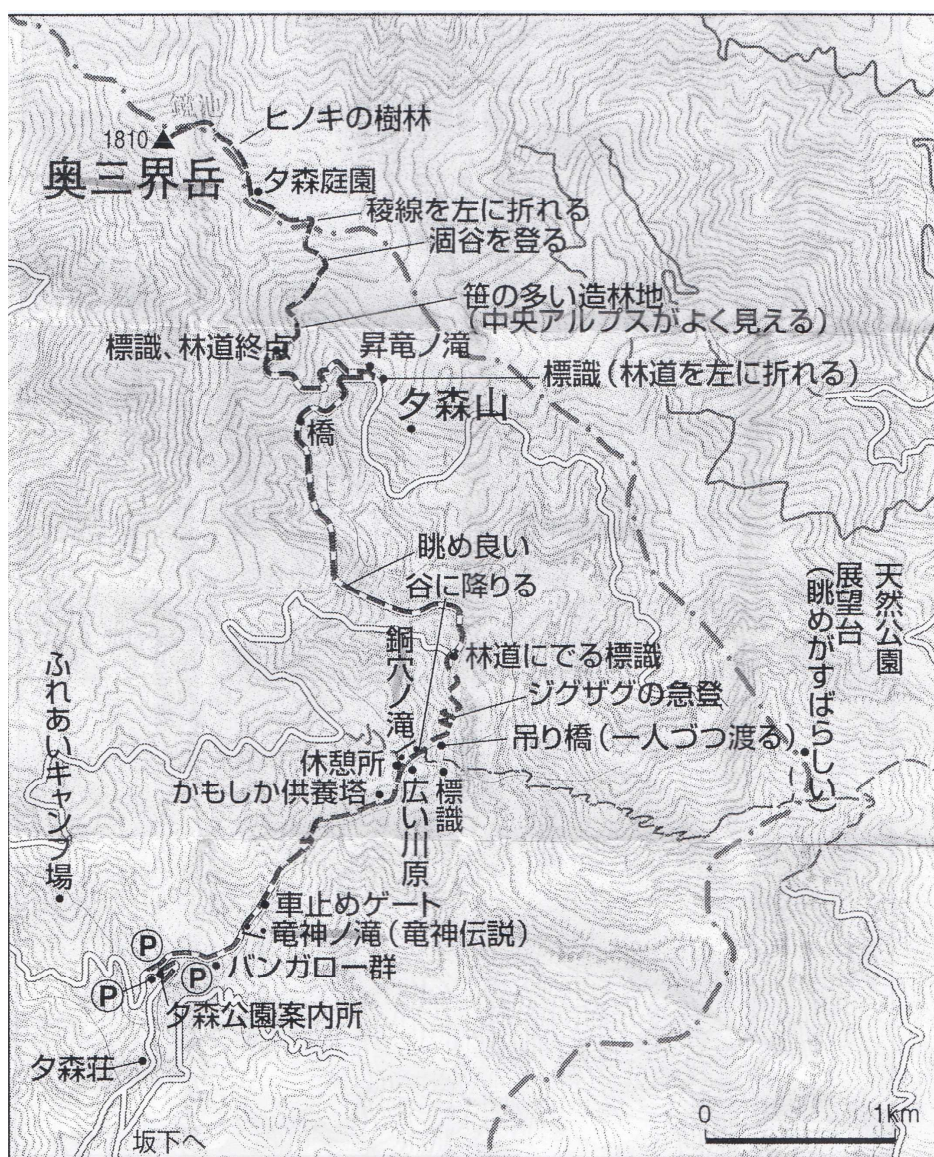 ヒノキの樹林
1810
奥三界岳
夕森庭園
稜線を左に折れる
涸谷を登る
笹の多い造林地
(中央アルプスがよく見える)
標識、林道終点
昇竜ノ滝
標識(林道を左に折れる)
夕森山
橋
眺め良い
谷に降りる
天然公園
展望台
(眺めがすばらしい)
銅穴ノ滝
林道にでる標識
ジグザグの急登
吊り橋(一人づつ渡る)
ふれあいキャンプ場
休憩所
かもしか供養塔
広い川原
標識
車止めゲート
竜神ノ滝(竜神伝説)
P
P
バンガロー群
P
夕森公園案内所
夕森荘
坂下へ
0 1km